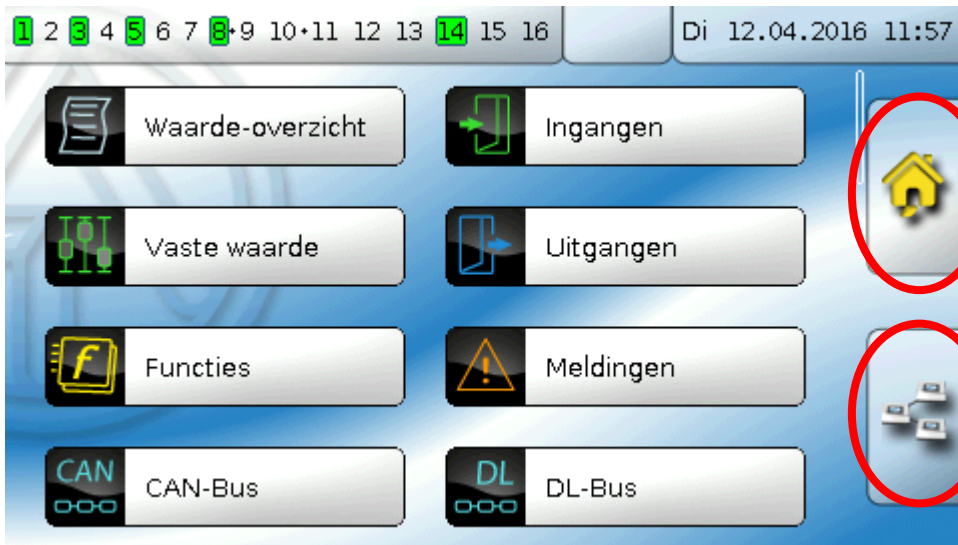 1 2 3 4 5 6 7 8•9 10•11 12 13 14 15 16 Di 12.04.2016 11:57
Waarde-overzicht Ingangen
Vaste waarde Uitgangen
f Functies Meldingen
CAN CAN-Bus DL DL-Bus